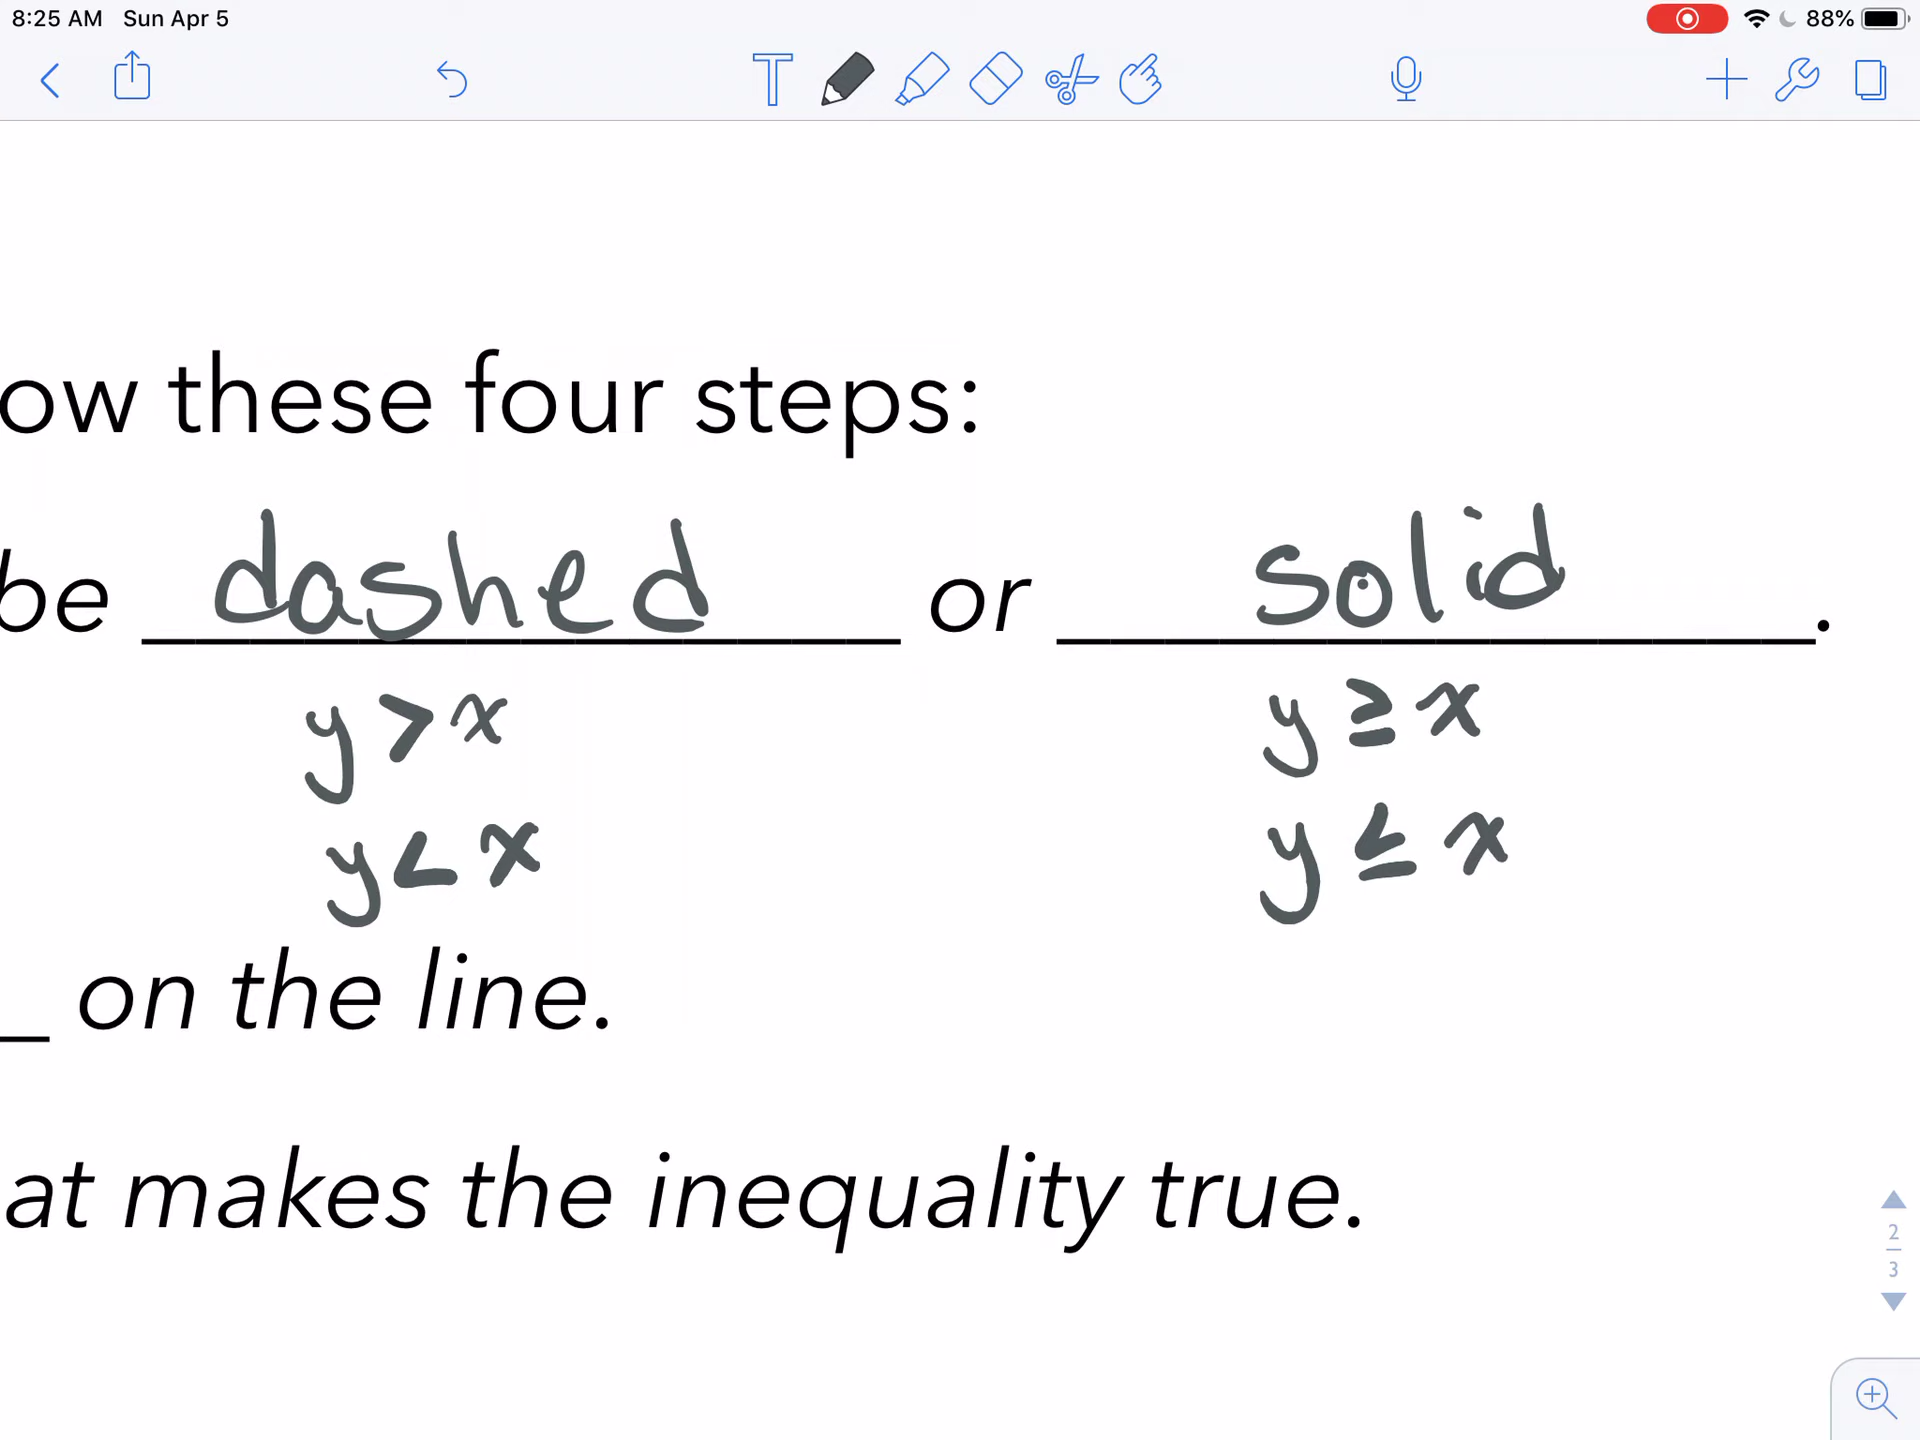 8:25 AM Sun Apr 5 88%
T
ow these four steps:
be dashed or solid.
y > x y ≥ x
y < x y ≤ x
_ on the line.
at makes the inequality true.
2
3